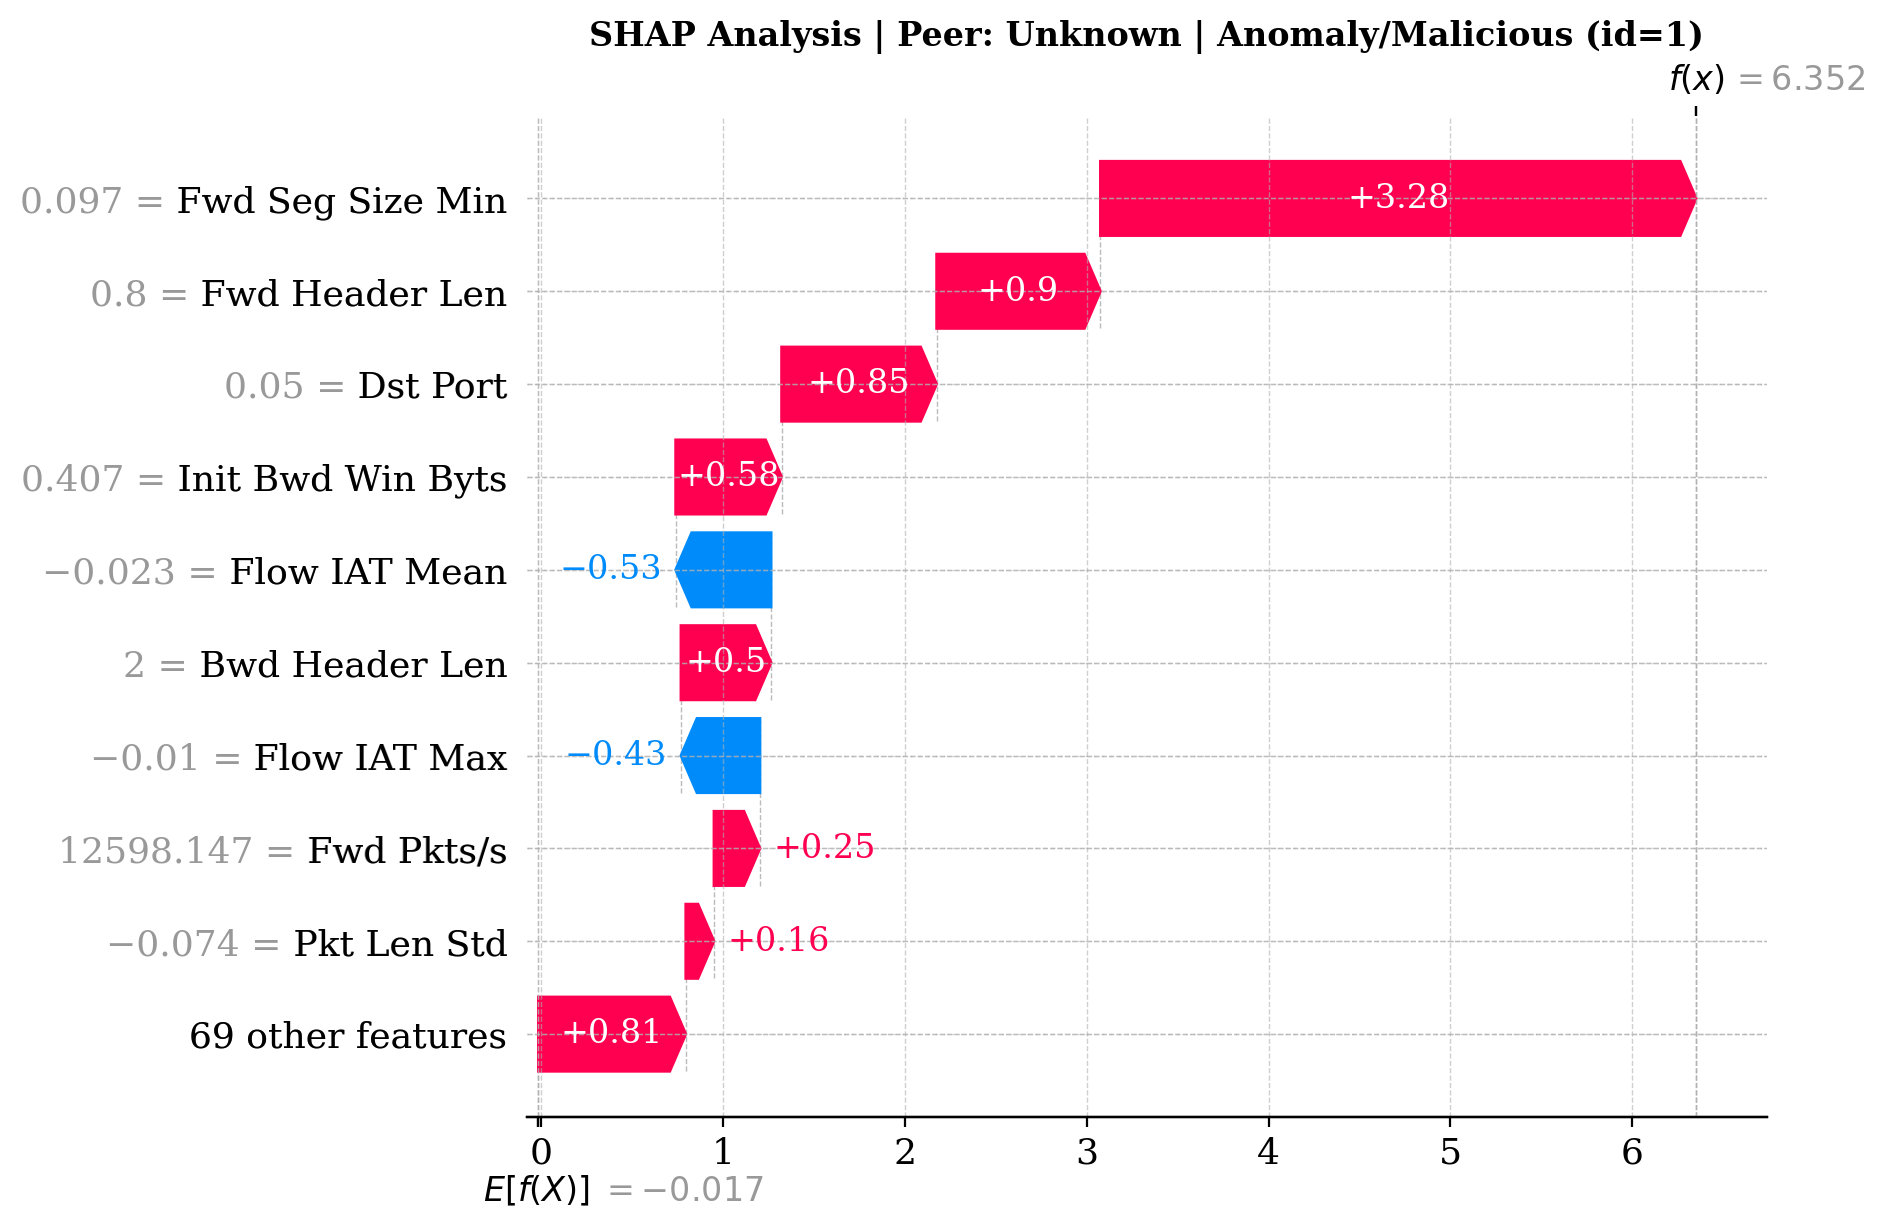 SHAP Analysis | Peer: Unknown | Anomaly/Malicious (id=1)
f(x) = 6.352
0.097 = Fwd Seg Size Min
+3.28
0.8 = Fwd Header Len
+0.9
0.05 = Dst Port
+0.85
0.407 = Init Bwd Win Byts
+0.58
−0.023 = Flow IAT Mean
−0.53
2 = Bwd Header Len
+0.5
−0.01 = Flow IAT Max
−0.43
12598.147 = Fwd Pkts/s
+0.25
−0.074 = Pkt Len Std
+0.16
69 other features
+0.81
0 1 2 3 4 5 6
E[f(X)] = −0.017